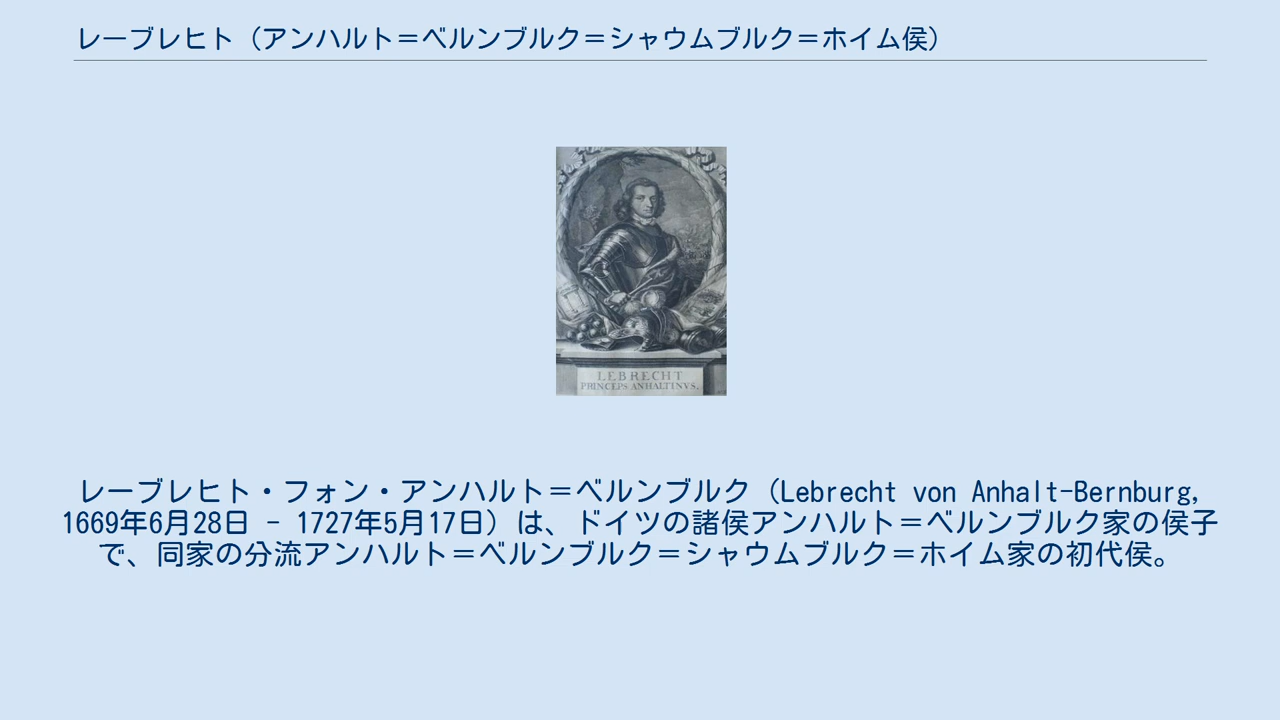 レーブレヒト（アンハルト＝ベルンブルク＝シャウムブルク＝ホイム侯）
LEBRECHT
PRINCEPS ANHALTINVS.
レーブレヒト・フォン・アンハルト＝ベルンブルク（Lebrecht von Anhalt-Bernburg,
1669年6月28日 - 1727年5月17日）は、ドイツの諸侯アンハルト＝ベルンブルク家の侯子
で、同家の分流アンハルト＝ベルンブルク＝シャウムブルク＝ホイム家の初代侯。